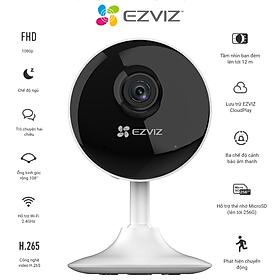 EZVIZ
FHD
1080p
Chế độ ngủ
Trò chuyện hai
chiều
Ống kính góc
rộng 108°
Hỗ trợ Wi-Fi
2.4GHz
H.265
Công nghệ
video H.265
EZVIZ
Tầm nhìn ban đêm
lên tới 12 m
Lưu trữ EZVIZ
CloudPlay
Ba chế độ cảnh
báo âm thanh
256
Hỗ trợ thẻ nhớ MicroSD
(lên tới 256G)
Phát hiện chuyển
động